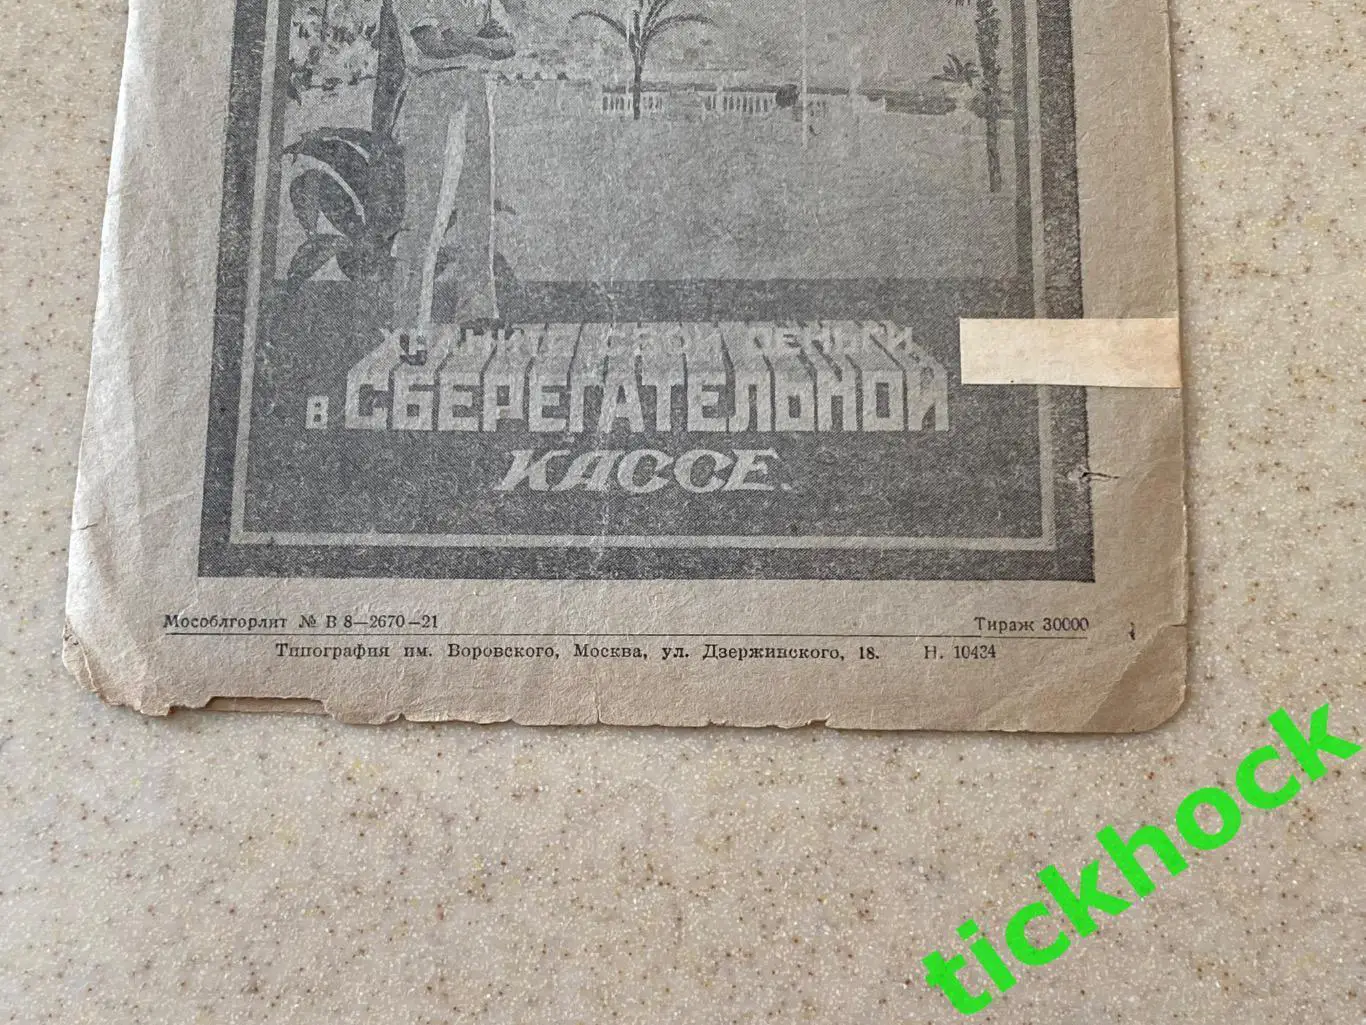 ХРАНИТЕ СВОИ ДЕНЬГИ
В СБЕРЕГАТЕЛЬНОЙ
КАССЕ.
Мособлгорлит № В 8—2670—21 Тираж 30000
Типография им. Воровского, Москва, ул. Дзержинского, 18. Н. 10434
tickhock